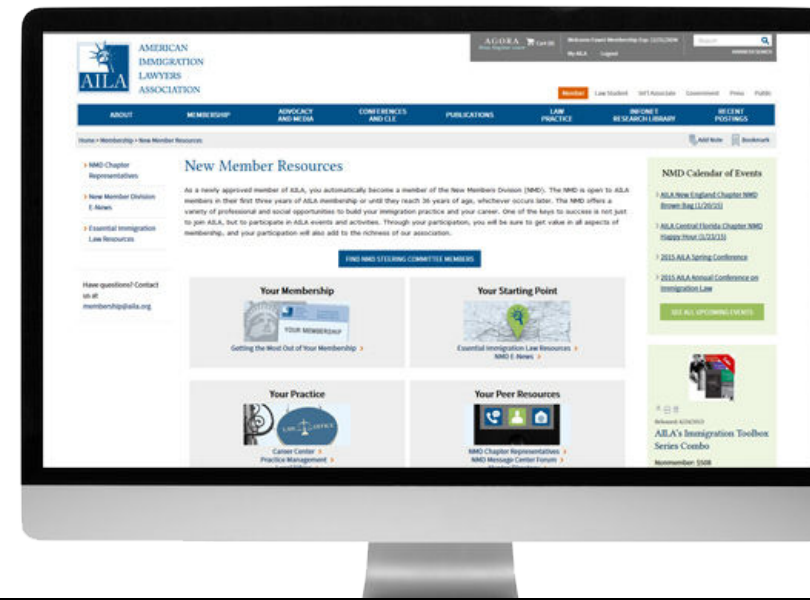 AILA
AMERICAN
IMMIGRATION
LAWYERS
ASSOCIATION
AGORA
Cart (0)
My AILA Logout
Search
Member Law Student Int'l Associate Government Press Public
ABOUT
MEMBERSHIP
ADVOCACY
AND MEDIA
CONFERENCES
AND CLE
PUBLICATIONS
LAW
PRACTICE
INFONET
RESEARCH LIBRARY
RECENT
POSTINGS
Home > Membership > New Member Resources
Add Note Bookmark
NMD Chapter
Representatives
New Member Division
E-News
Essential Immigration
Law Resources
Have questions? Contact
us at
membership@aila.org
New Member Resources
As a newly approved member of AILA, you automatically become a member of the New Members Division (NMD). The NMD is open to AILA
members in their first three years of AILA membership or until they reach 36 years of age, whichever occurs later. The NMD offers a
variety of professional and social opportunities to build your immigration practice and your career. One of the keys to success is not just
to join AILA, but to participate in AILA events and activities. Through your participation, you will be sure to get value in all aspects of
membership, and your participation will also add to the richness of our association.
FIND NMD STEERING COMMITTEE MEMBERS
Your Membership
YOUR MEMBERSHIP
Getting the Most Out of Your Membership
Your Starting Point
Essential Immigration Law Resources
NMD E-News
Your Practice
LAW OFFICE
Career Center
Practice Management
Your Peer Resources
NMD Chapter Representatives
NMD Message Center Forum
NMD Calendar of Events
AILA New England Chapter NMD
Brown Bag (1/20/15)
AILA Central Florida Chapter NMD
Happy Hour (1/23/15)
2015 AILA Spring Conference
2015 AILA Annual Conference on
Immigration Law
SEE ALL UPCOMING EVENTS
AILA's Immigration Toolbox
Series Combo
Nonmember: $508